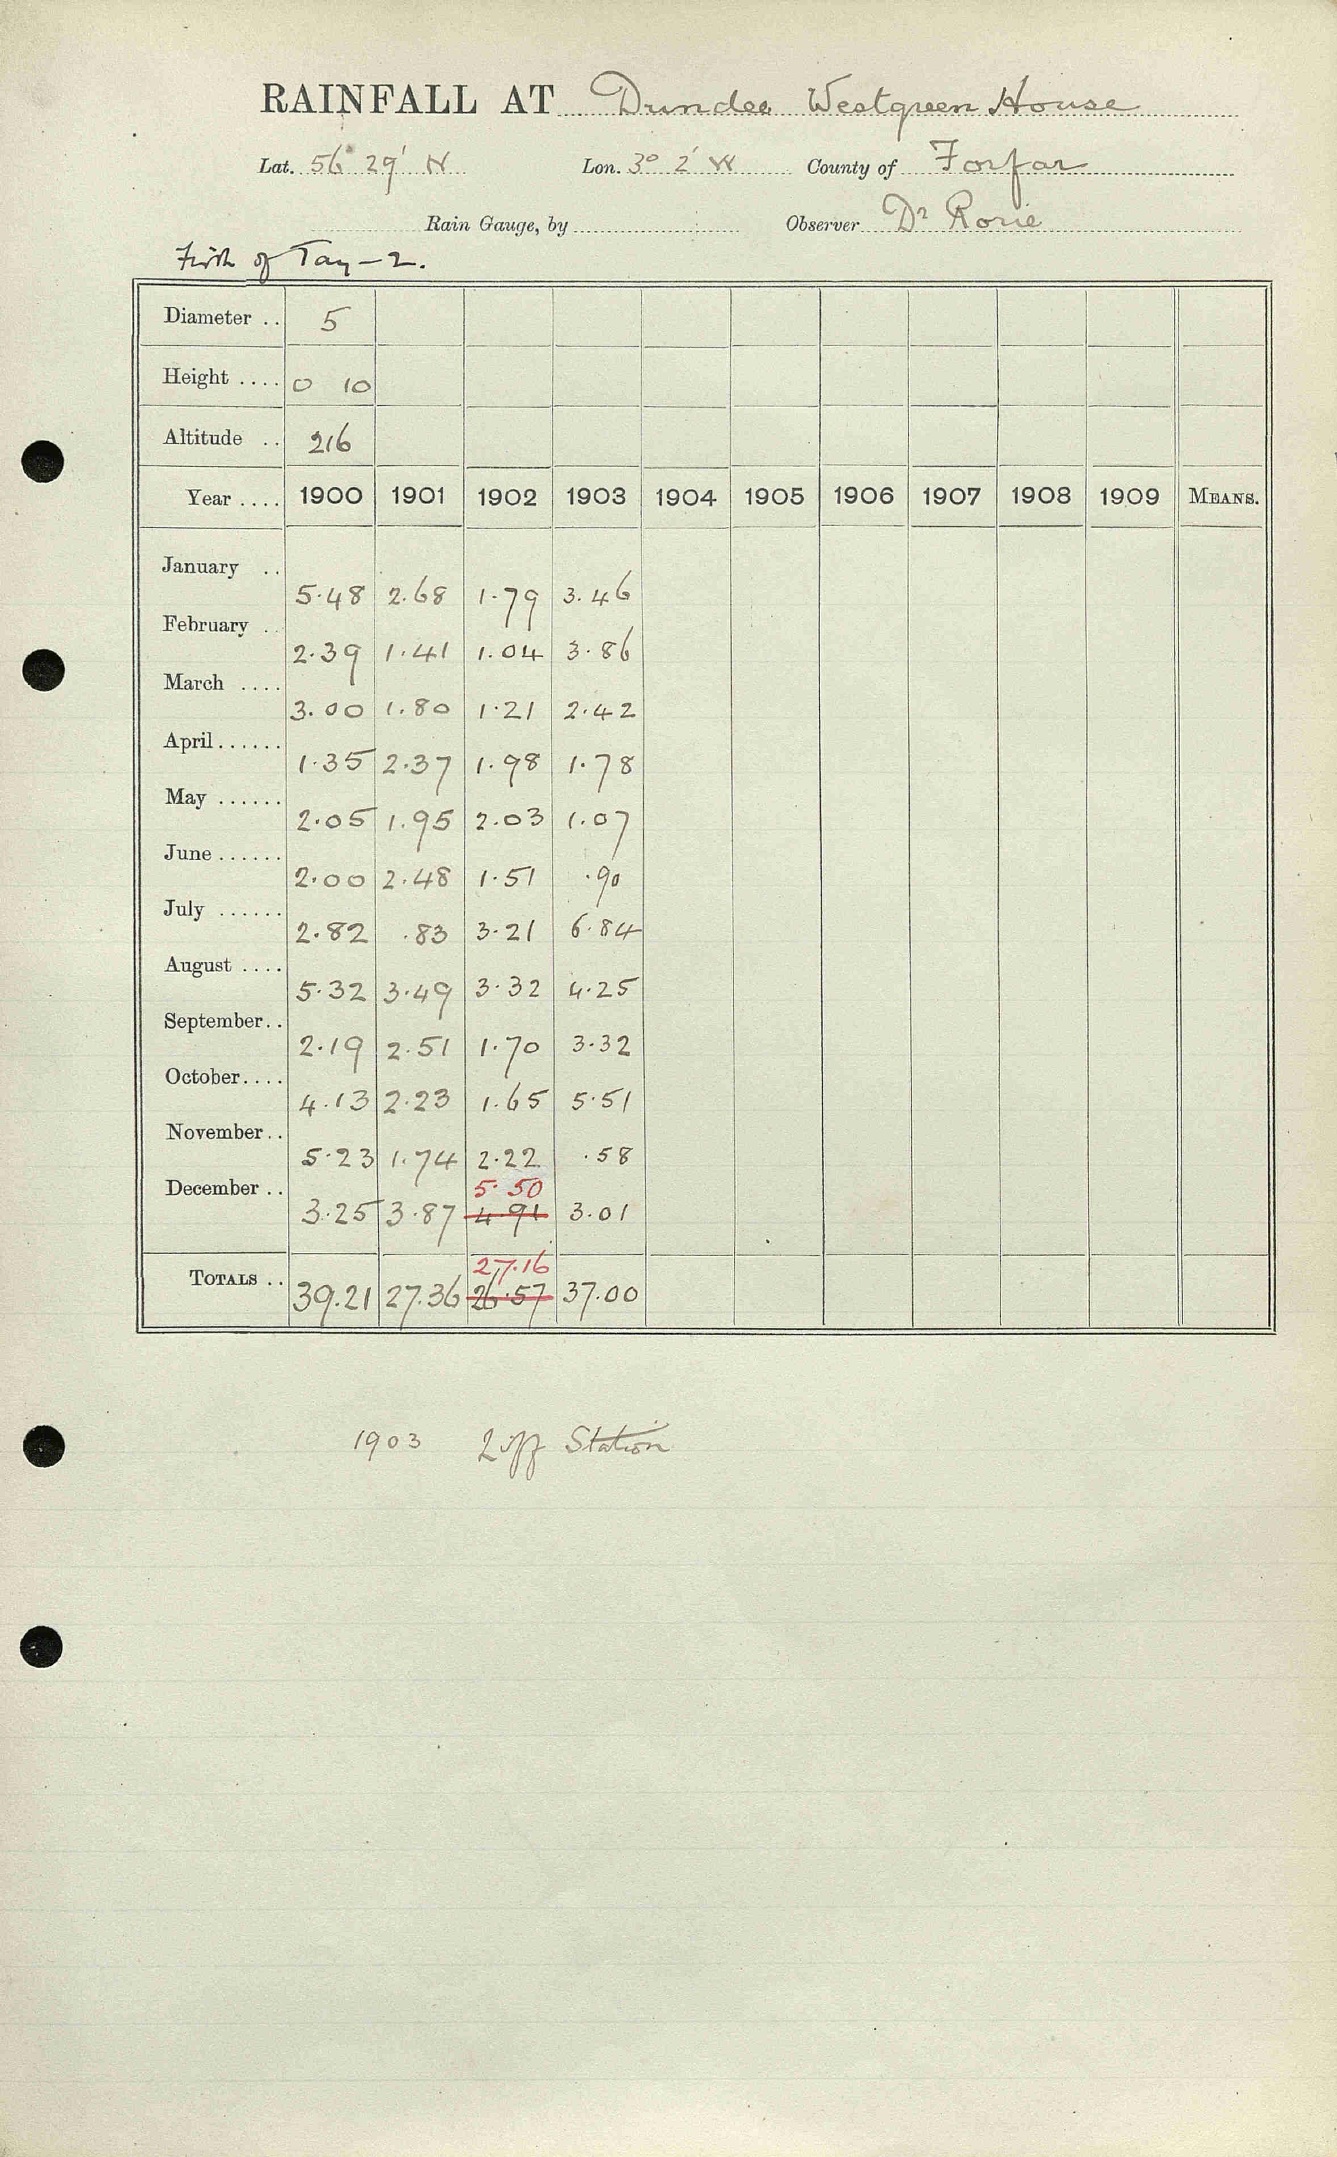 RAINFALL AT Dundee Westgreen House
Lat. 56° 29' N Lon. 3° 2' W County of Forfar
Rain Gauge, by Observer Dr Rorie
Firth of Tay - 2.
Diameter .. 5
Height .... 0 10
Altitude .. 216
Year .... 1900 1901 1902 1903 1904 1905 1906 1907 1908 1909 MEANS.
January .. 5.48 2.68 1.79 3.46
February .. 2.39 1.41 1.04 3.86
March .... 3.00 1.80 1.21 2.42
April...... 1.35 2.37 1.98 1.78
May ...... 2.05 1.95 2.03 1.07
June...... 2.00 2.48 1.51 .90
July ...... 2.82 .83 3.21 6.84
August .... 5.32 3.49 3.32 4.25
September.. 2.19 2.51 1.70 3.32
October.... 4.13 2.23 1.65 5.51
November.. 5.23 1.74 2.22 .58
5.50
December .. 3.25 3.87 4.91 3.01
27.16
TOTALS .. 39.21 27.36 26.57 37.00
1903 Liff Station